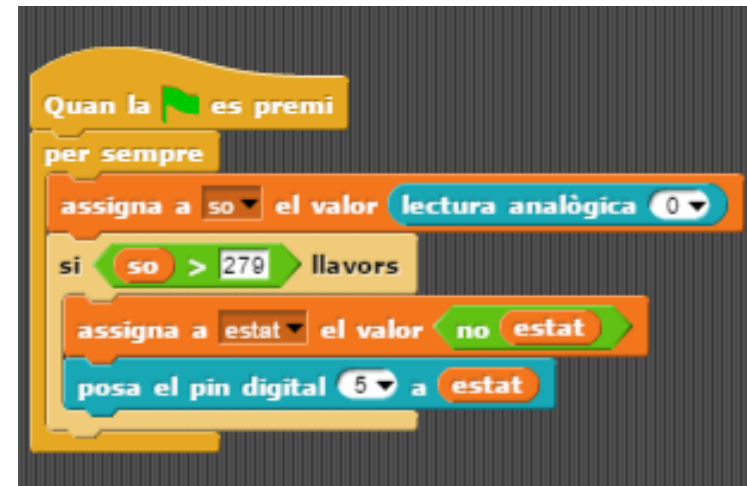 Quan la es premi
per sempre
assigna a so el valor lectura analògica 0
si so > 279 llavors
assigna a estat el valor no estat
posa el pin digital 5 a estat